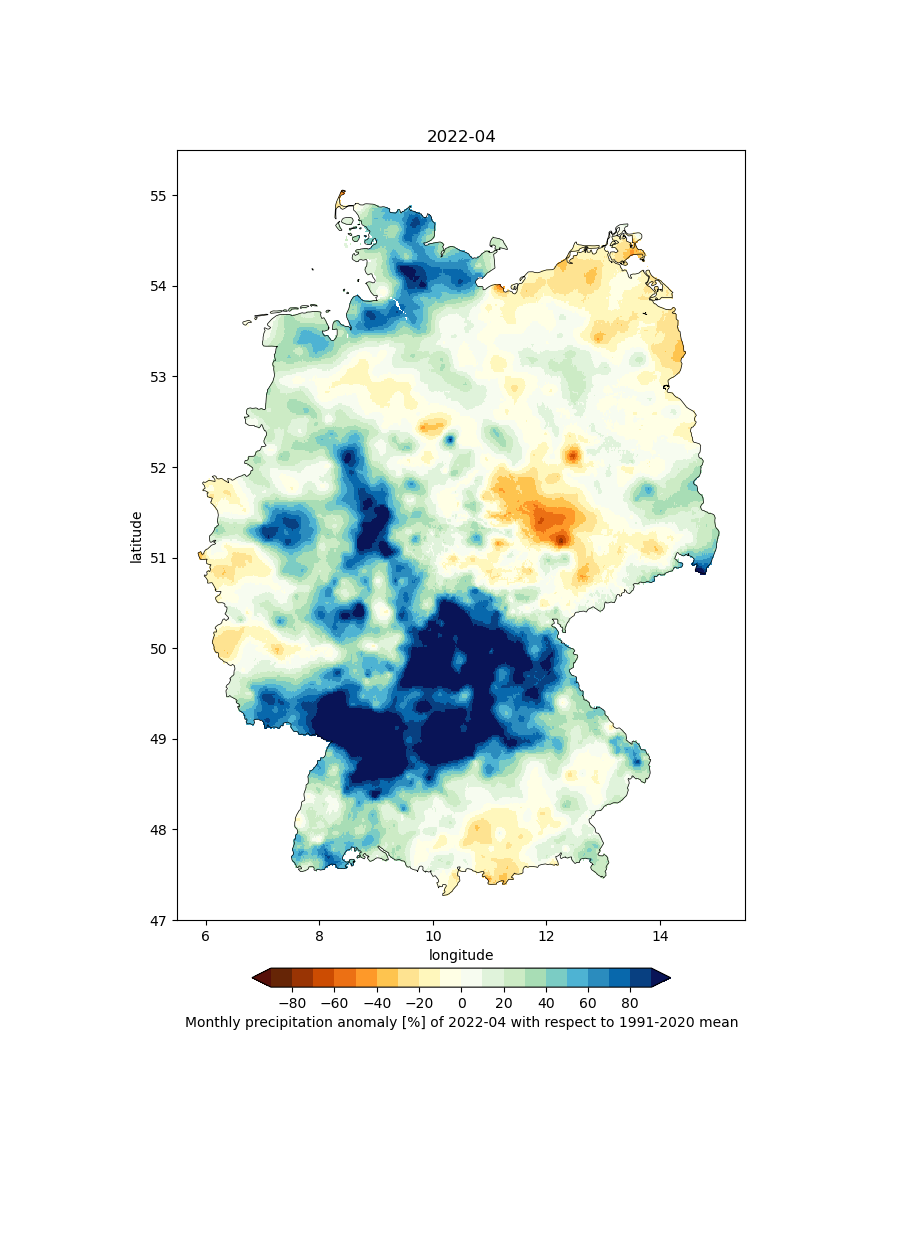 2022-04
55
54
53
52
51
50
49
48
47
latitude
6 8 10 12 14
longitude
−80 −60 −40 −20 0 20 40 60 80
Monthly precipitation anomaly [%] of 2022-04 with respect to 1991-2020 mean